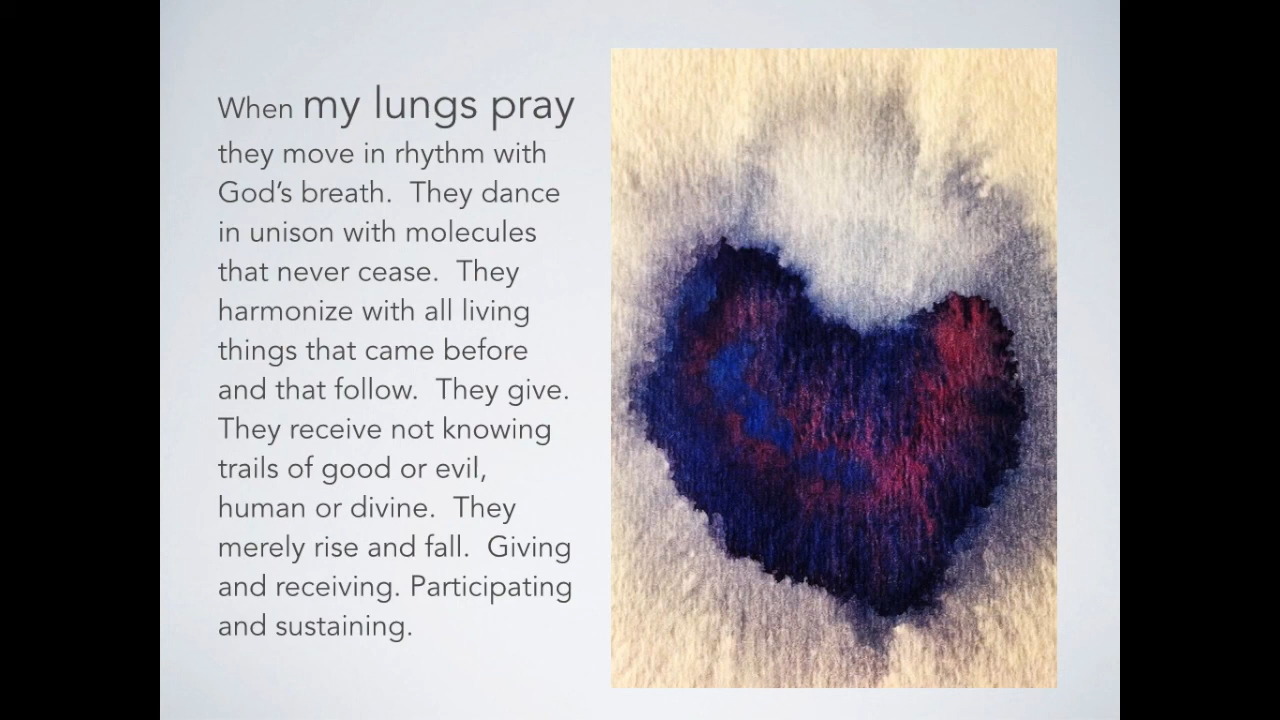 When my lungs pray
they move in rhythm with
God’s breath.  They dance
in unison with molecules
that never cease.  They
harmonize with all living
things that came before
and that follow.  They give.
They receive not knowing
trails of good or evil,
human or divine.  They
merely rise and fall.  Giving
and receiving. Participating
and sustaining.